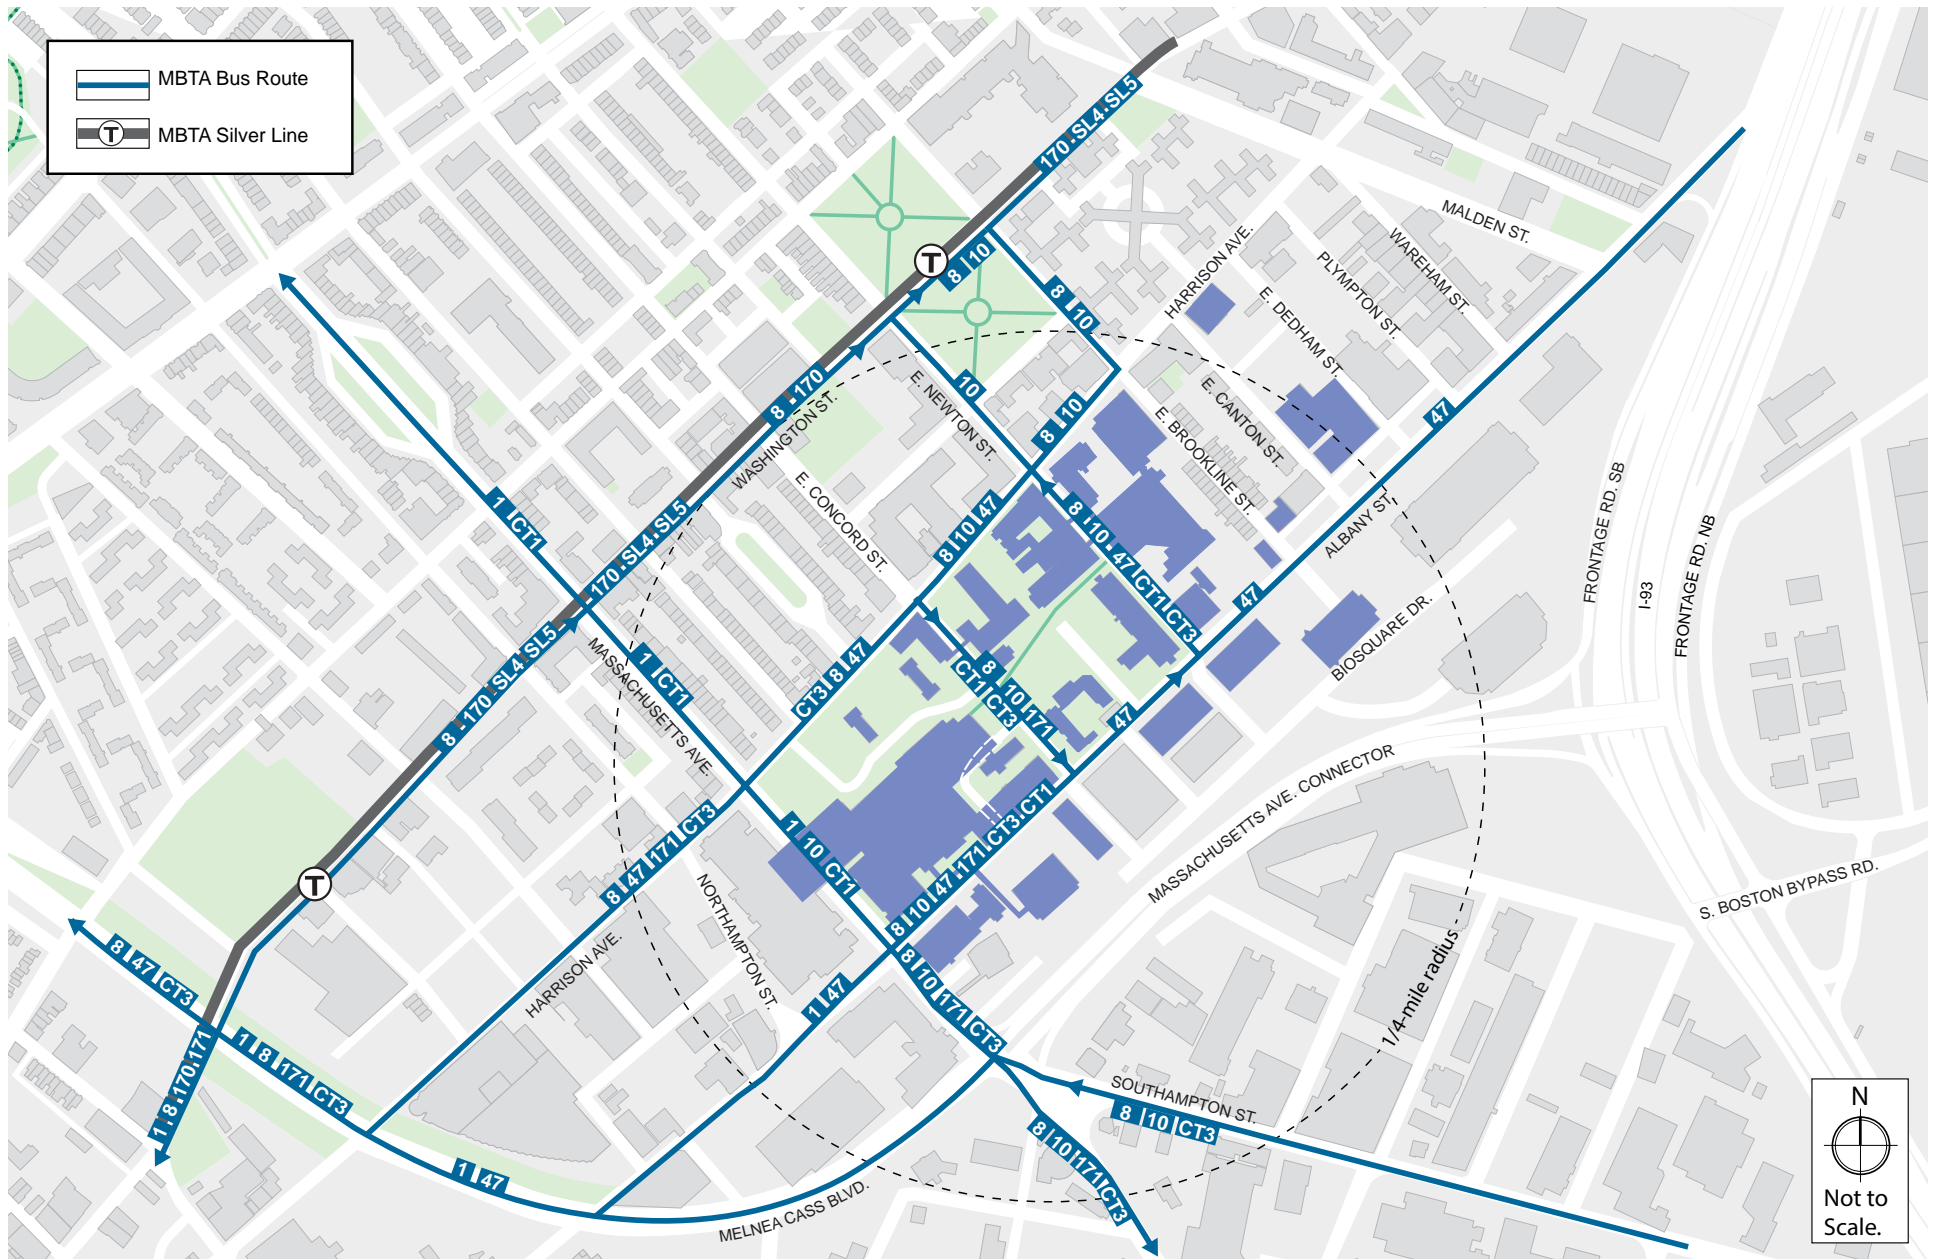 MBTA Bus Route
T MBTA Silver Line
170 SL4 SL5
MALDEN ST.
WAREHAM ST.
PLYMPTON ST.
HARRISON AVE.
E. DEDHAM ST.
T
8 10
8 10
8 170
WASHINGTON ST.
10
E. NEWTON ST.
8 10
E. CANTON ST.
E. BROOKLINE ST.
47
1 CT1
170 SL4 SL5
E. CONCORD ST.
8 10 47
8 10 47 CT1 CT3
ALBANY ST.
FRONTAGE RD. SB
I-93
FRONTAGE RD. NB
47
BIOSQUARE DR.
8 170 SL4 SL5
1 CT1
MASSACHUSETTS AVE.
CT3 8 47
8 10 171
CT1 CT3
47
MASSACHUSETTS AVE. CONNECTOR
8 47 171 CT3
1 10 CT1
8 10 47 171 CT3 CT1
S. BOSTON BYPASS RD.
T
NORTHAMPTON ST.
HARRISON AVE.
8 47 CT3
1 47
8 10 171 CT3
1/4-mile radius
1 8 170 171
1 8 171 CT3
SOUTHAMPTON ST.
8 10 CT3
8 10 171 CT3
1 47
MELNEA CASS BLVD.
N
Not to
Scale.